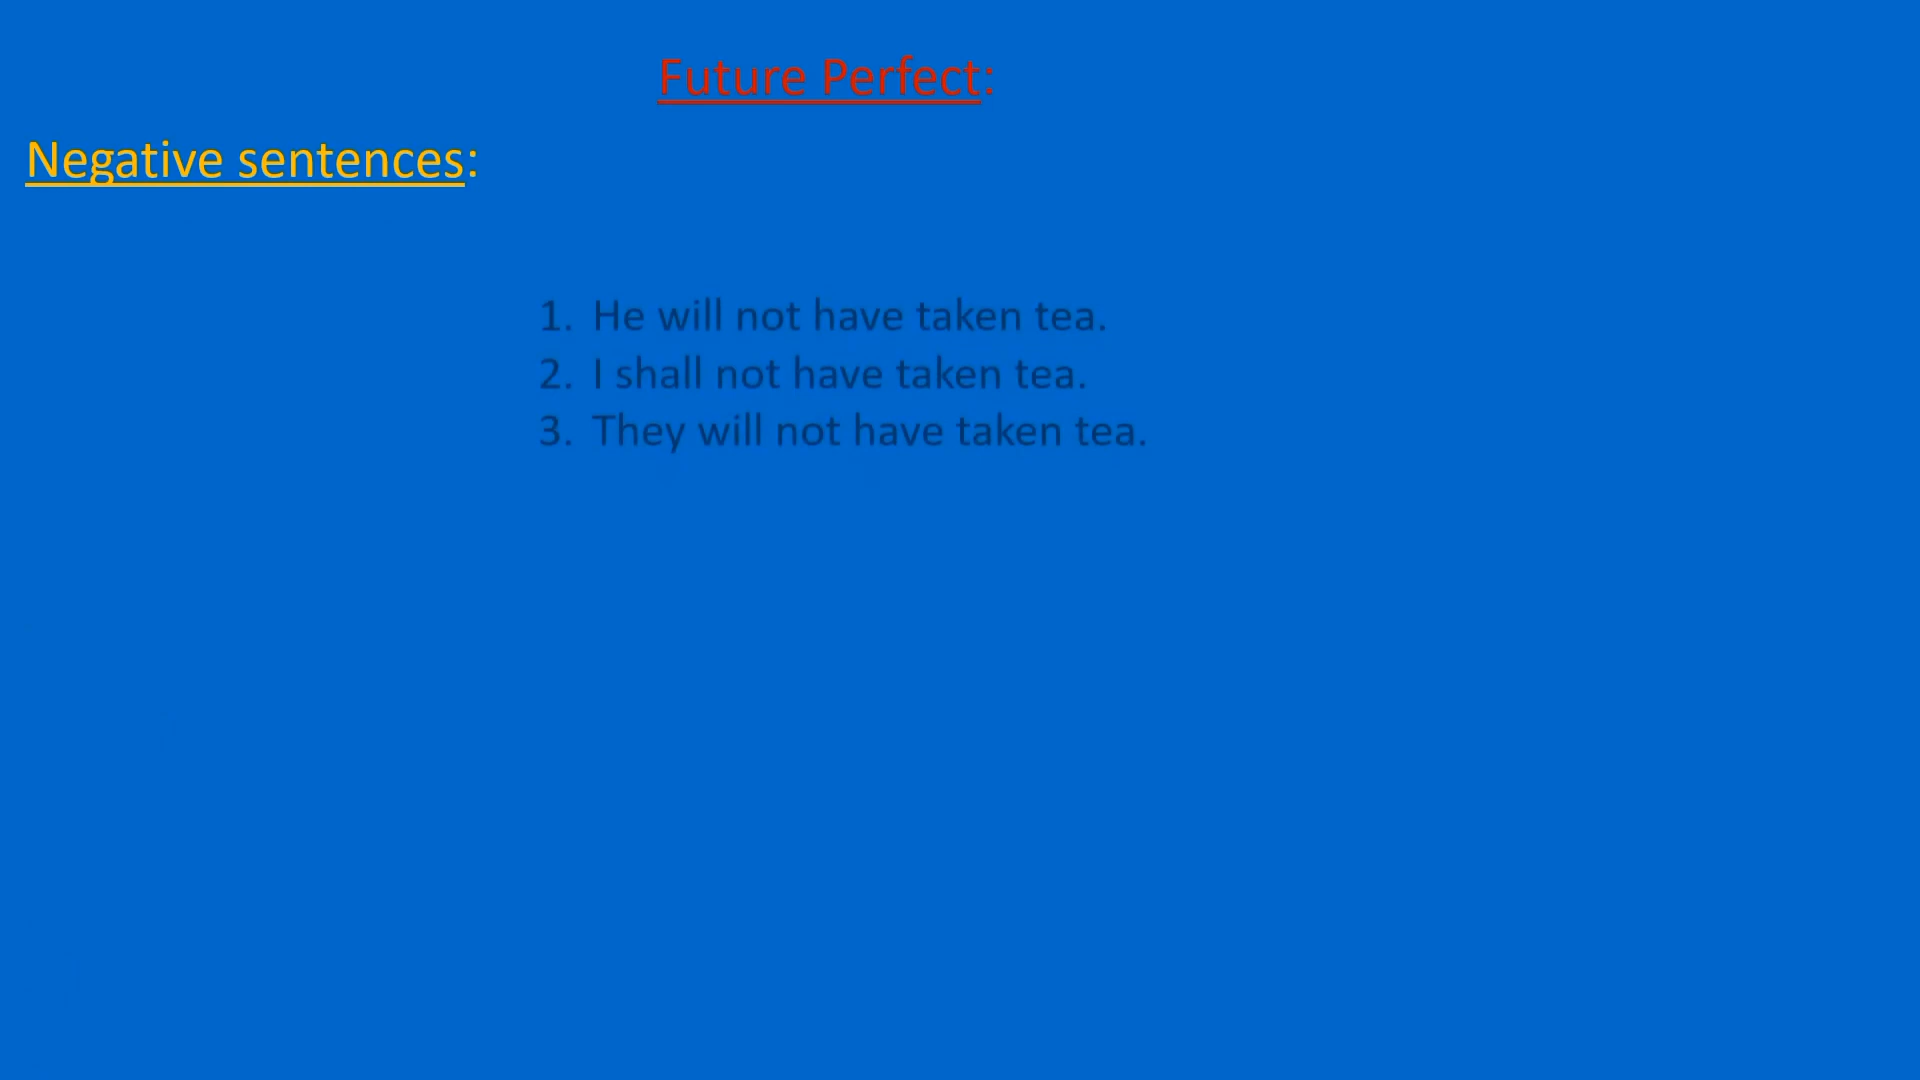 Future Perfect:
Negative sentences:
1. He will not have taken tea.
2. I shall not have taken tea.
3. They will not have taken tea.